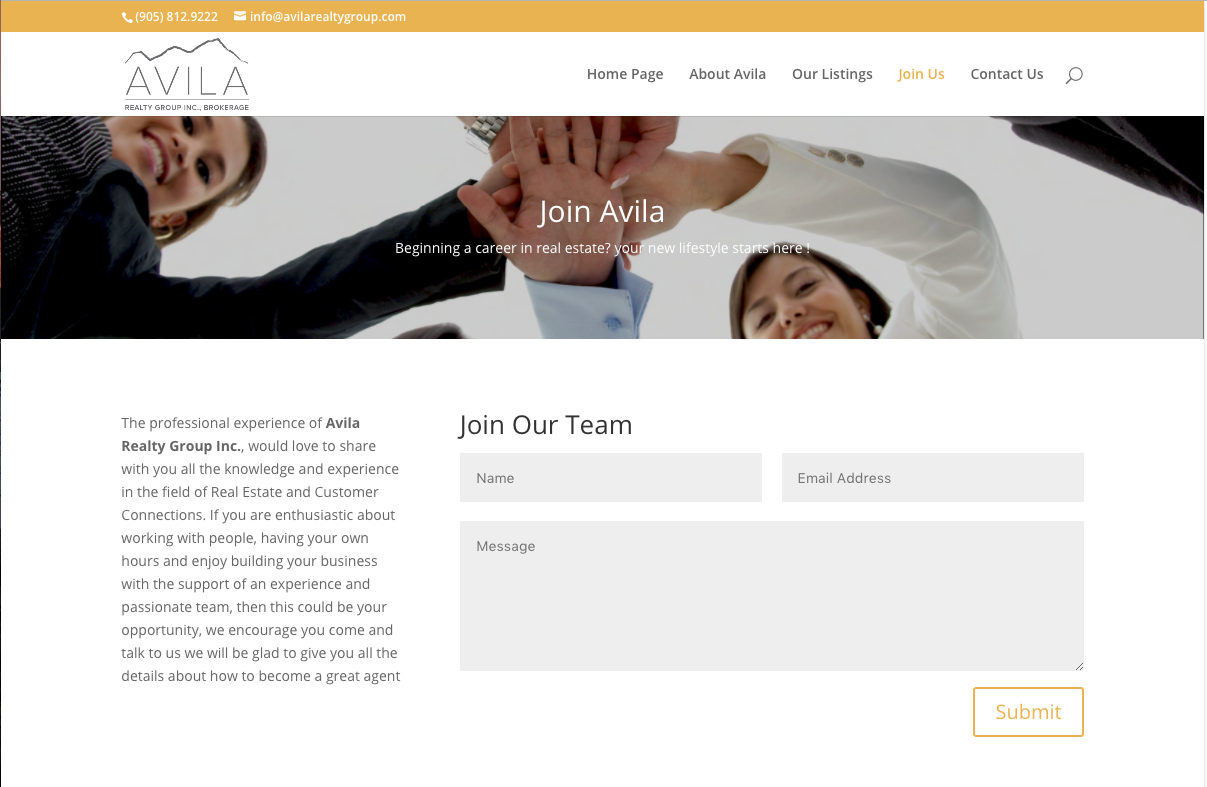 (905) 812.9222 info@avilarealtygroup.com
AVILA
REALTY GROUP INC., BROKERAGE
Home Page About Avila Our Listings Join Us Contact Us
Join Avila
Beginning a career in real estate? your new lifestyle starts here !
The professional experience of Avila
Realty Group Inc., would love to share
with you all the knowledge and experience
in the field of Real Estate and Customer
Connections. If you are enthusiastic about
working with people, having your own
hours and enjoy building your business
with the support of an experience and
passionate team, then this could be your
opportunity, we encourage you come and
talk to us we will be glad to give you all the
details about how to become a great agent
Join Our Team
Name Email Address
Message
Submit